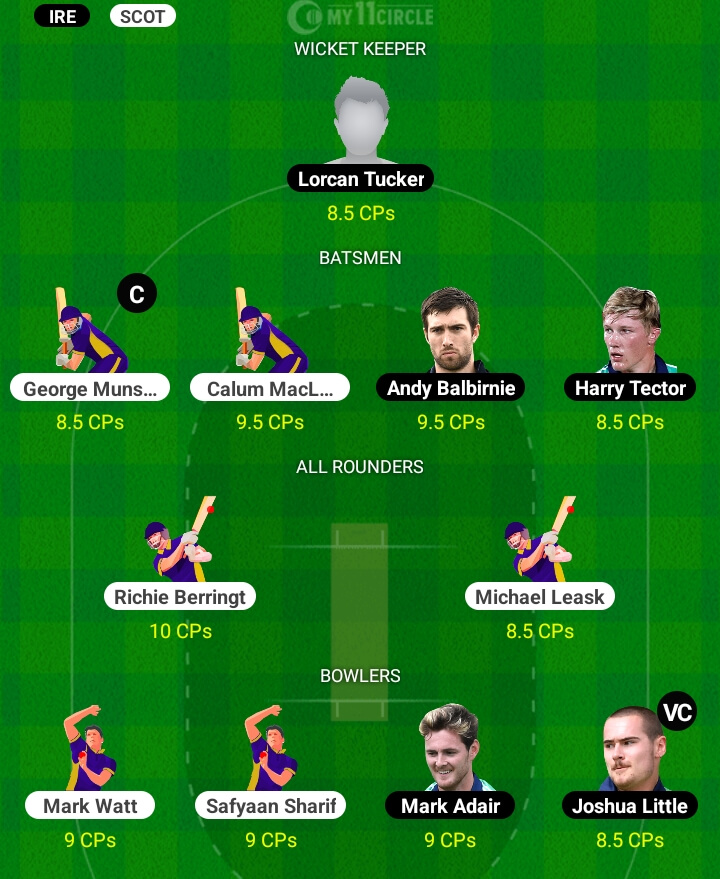 IRE SCOT MY11CIRCLE
WICKET KEEPER
Lorcan Tucker
8.5 CPs
BATSMEN
C
George Muns... Calum MacL... Andy Balbirnie Harry Tector
8.5 CPs 9.5 CPs 9.5 CPs 8.5 CPs
ALL ROUNDERS
Richie Berringt Michael Leask
10 CPs 8.5 CPs
BOWLERS
VC
Mark Watt Safyaan Sharif Mark Adair Joshua Little
9 CPs 9 CPs 9 CPs 8.5 CPs